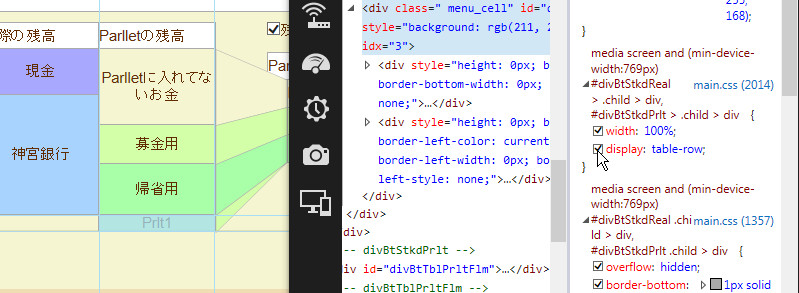 際の残高
Parlletの残高
残
現金
Parlletに入れてな
いお金
Par
神宮銀行
募金用
帰省用
Prlt1
<div class=" menu_cell" id="c
style="background: rgb(211, 2
idx="3">
<div style="height: 0px; b
border-bottom-width: 0px;
none;">…</div>
<div style="height: 0px; b
border-left-color: current
border-left-width: 0px; bo
left-style: none;">…</div>
</div>
</div>
div>
-- divBtStkdPrlt -->
iv id="divBtTblPrltFlm">…</div>
-- divBtTblPrltFlm -->
255,
168);
}
media screen and (min-device-
width:769px)
#divBtStkdReal main.css (2014)
> .child > div,
#divBtStkdPrlt > .child > div {
width: 100%;
display: table-row;
}
media screen and (min-device-
width:769px)
#divBtStkdReal .chi main.css (1357)
ld > div,
#divBtStkdPrlt .child > div {
overflow: hidden;
border-bottom: 1px solid